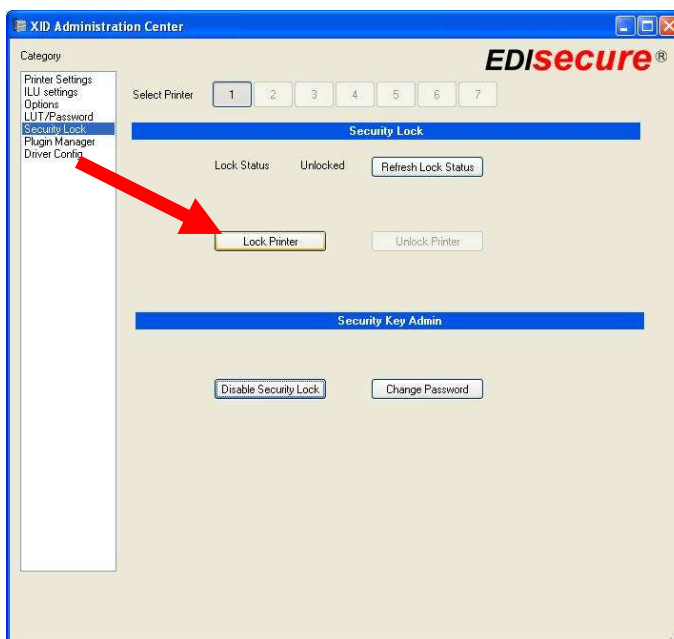 XID Administration Center
Category
EDIsecure®
Printer Settings
ILU settings
Options
LUT/Password
Security Lock
Plugin Manager
Driver Config
Select Printer 1 2 3 4 5 6 7
Security Lock
Lock Status Unlocked Refresh Lock Status
Lock Printer Unlock Printer
Security Key Admin
Disable Security Lock Change Password